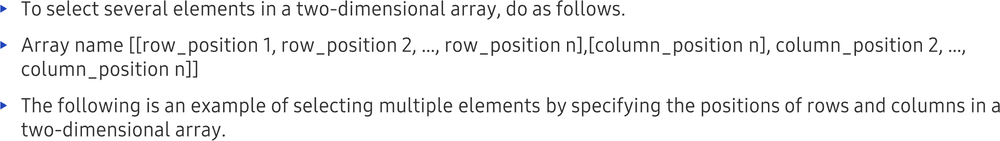 To select several elements in a two-dimensional array, do as follows.
Array name [[row_position 1, row_position 2, ..., row_position n],[column_position n], column_position 2, ...,
column_position n]]
The following is an example of selecting multiple elements by specifying the positions of rows and columns in a
two-dimensional array.